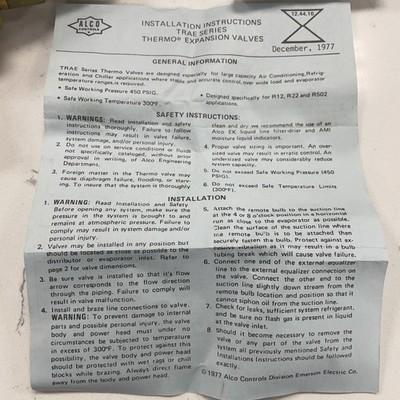 ALCO
CONTROLS
INSTALLATION INSTRUCTIONS
TRAE SERIES
THERMO® EXPANSION VALVES
12.44.10
December, 1977
GENERAL INFORMATION
TRAE Series Thermo Valves are designed especially for large capacity Air Conditioning, Refrig-
eration and Chiller applications where stable and accurate control, over wide load and evaporator
temperature ranges is required.
• Safe Working Pressure 450 PSIG.
• Safe Working Temperature 300°F.
• Designed specifically for R12, R22 and R502
applications.
SAFETY INSTRUCTIONS:
1. WARNINGS: Read installation and safety
instructions thoroughly. Failure to follow
instructions may result in valve failure,
system damage, and/or personal injury.
2. Do not use on service conditions or fluids
not specifically cataloged, without prior
approval in writing, of Alco Engineering
Department.
3. Foreign matter in the Thermo valve may
cause diaphragm failure, flooding, or starv-
ing. To insure that the system is thoroughly
clean and dry we recommend the use of an
Alco EK liquid line filter-drier and AMI
moisture liquid indicator.
4. Proper valve sizing is important. An over-
sized valve may result in erratic control. An
undersized valve may considerably reduce
system capacity.
5. Do not exceed Safe Working Pressure (450
PSIG).
6. Do not exceed Safe Temperature Limits
(300°F).
INSTALLATION
1. WARNING: Read Installation and Safety
Before opening any system, make sure the
pressure in the system is brought to and
remains at atmospheric pressure. Failure to
comply may result in system damage and/or
personal injury.
2. Valves may be installed in any position but
should be located as close as possible to the
distributor or evaporator inlet. Refer to
page 2 for valve dimensions.
3. Be sure valve is installed so that it's flow
arrow corresponds to the flow direction
through the piping. Failure to comply will
result in valve malfunction.
4. Install and braze line connections to valve.
WARNING: To prevent damage to internal
parts and possible personal injury, the valve
body and power head must under no
circumstances be subjected to temperature
in excess of 300°F. To protect against this
possibility, the valve body and power head
should be protected with wet rags or chill
blocks while brazing. Always direct flame
away from the body and power head.
5. Attach the remote bulb to the suction line
at the 4 or 8 o'clock position in a horizontal
run as close to the evaporator as possible.
Clean the surface of the suction line where
the remote bulb is to be attached then
securely fasten the bulb. Protect against ex-
cessive vibration as it may result in a bulb
tubing break which will cause valve failure.
6. Connect one end of the external equalizer
line to the external equalizer connection on
the valve. Connect the other end to the
suction line slightly down stream from the
remote bulb location and position so that it
cannot siphon oil from the suction line.
7. Check for leaks, sufficient system refrigerant,
and be sure no flash gas is present in liquid
at the valve inlet.
8. Should it become necessary to remove the
valve or any part of the valve from the
system all previously mentioned Safety and
Installations Instructions should be followed
exactly.
© 1977 Alco Controls Division Emerson Electric Co.